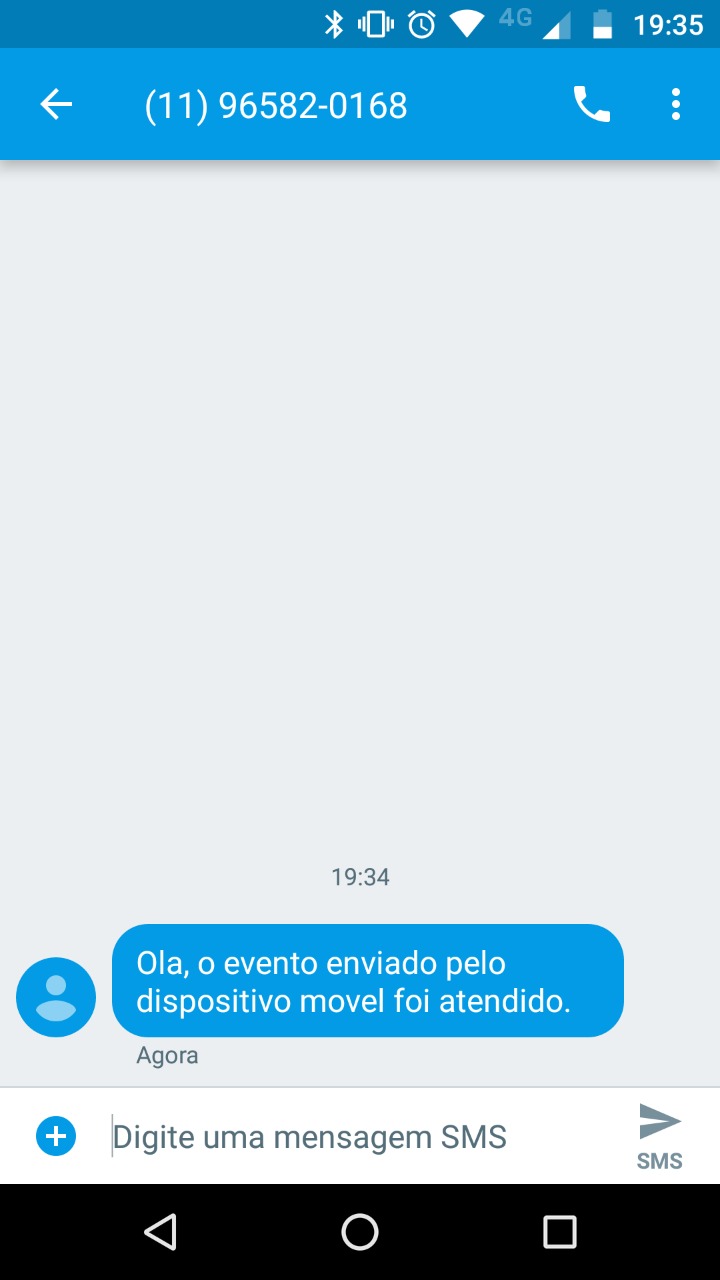 4G 19:35
(11) 96582-0168
19:34
Ola, o evento enviado pelo
dispositivo movel foi atendido.
Agora
Digite uma mensagem SMS
SMS